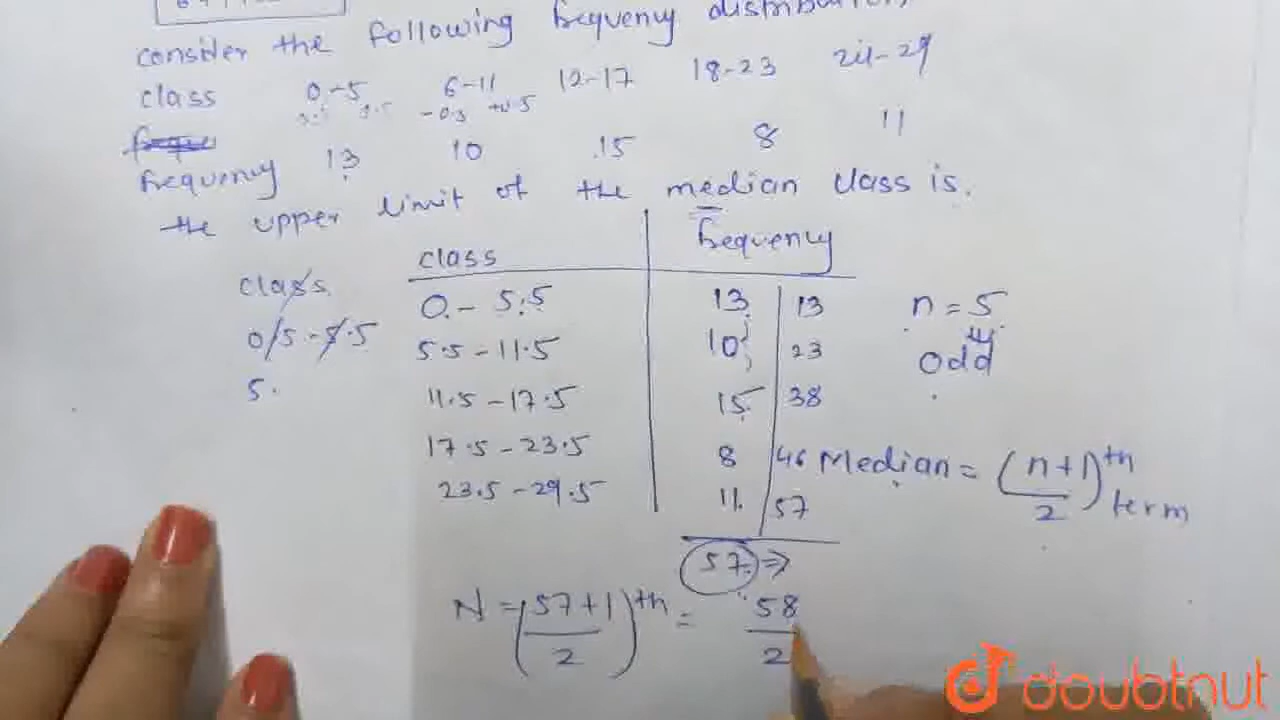 consider the following frequency distribution
class 0-5 6-11 12-17 18-23 24-29
-0.5 +0.5
frequency 13 10 15 8 11
the upper limit of the median class is.
class frequency
class
0-5.5 13 13 n=5
0/5-5.5 5.5-11.5 10 23 odd
5. 11.5-17.5 15 38
17.5-23.5 8 46 Median = (n+1/2)th term
23.5-29.5 11 57
57 ⇒
N = (57+1/2)th = 58/2
doubtnut